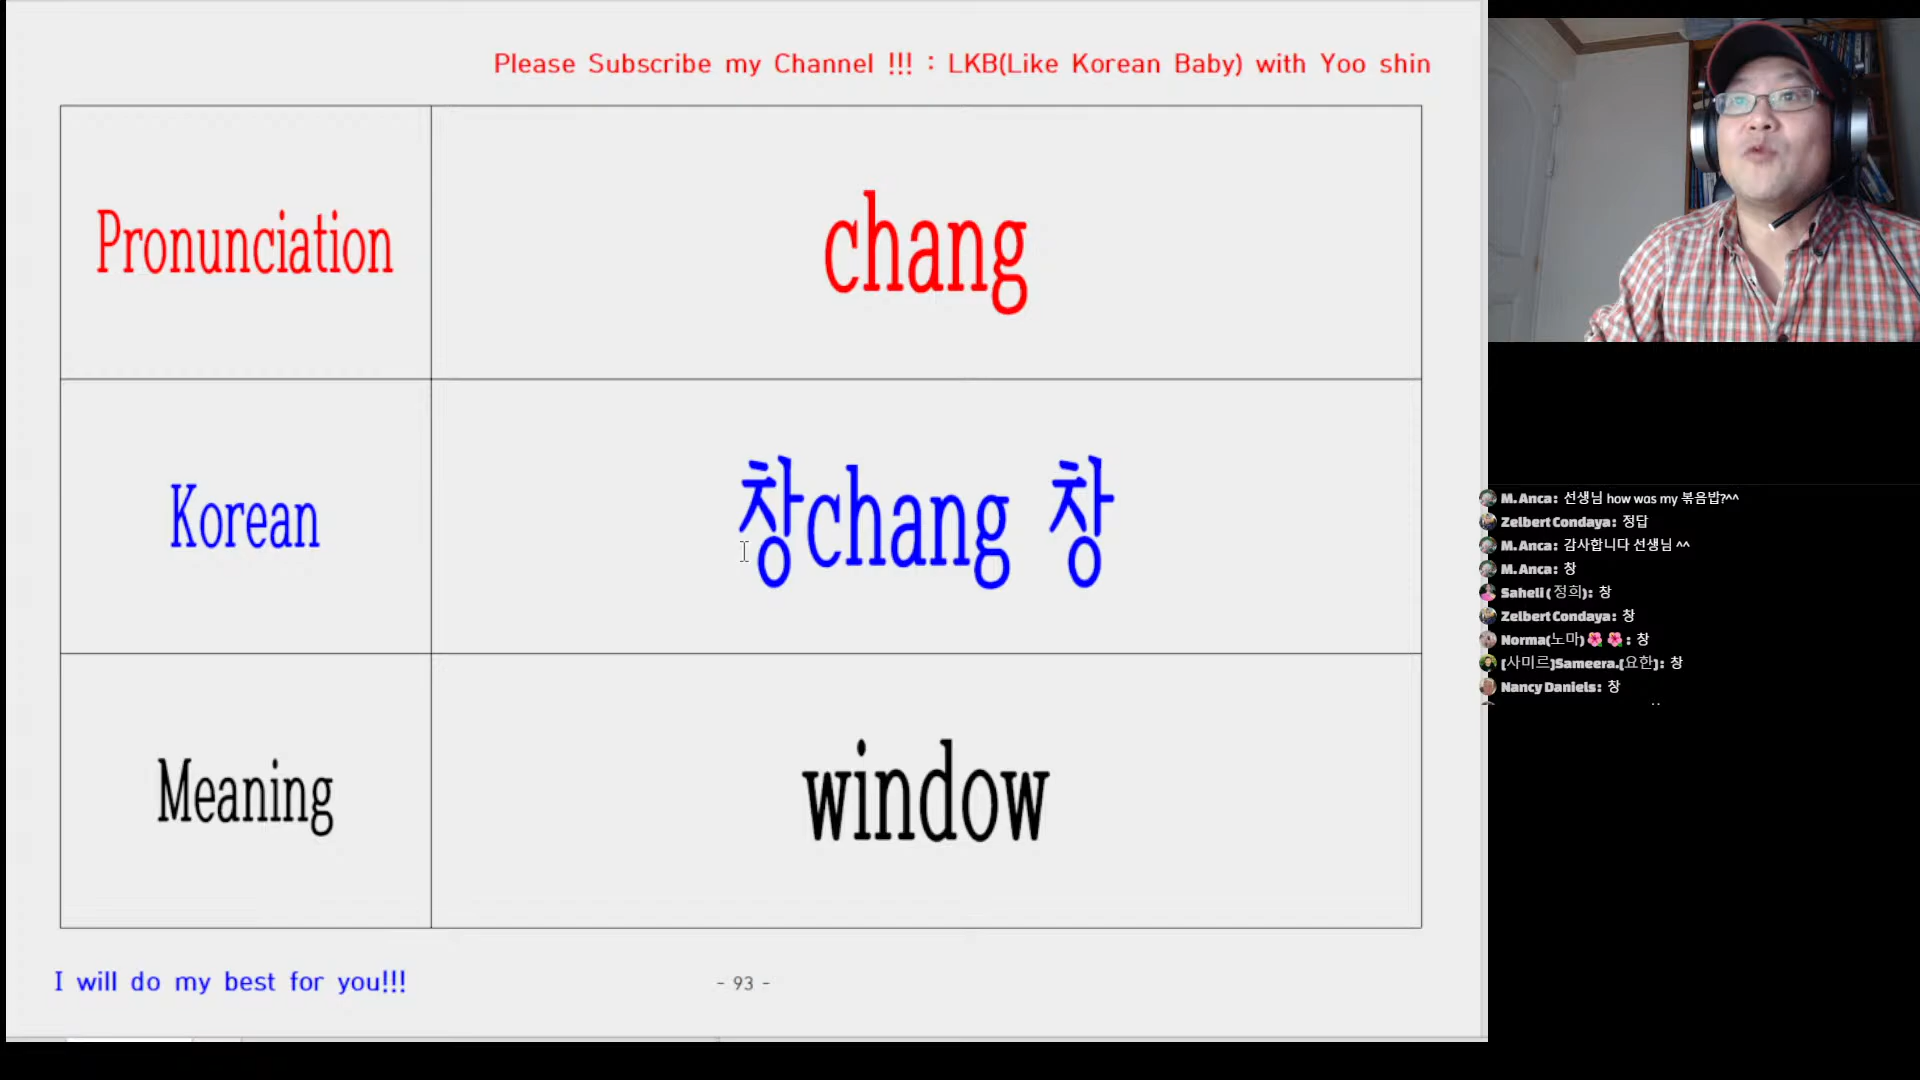 Please Subscribe my Channel !!! : LKB(Like Korean Baby) with Yoo shin
Pronunciation
chang
Korean
창chang 창
Meaning
window
I will do my best for you!!!
- 93 -
M. Anca: 선생님 how was my 볶음밥?^^
Zelbert Condaya: 정답
M. Anca: 감사합니다 선생님 ^^
M. Anca: 창
Saheli ( 정희): 창
Zelbert Condaya: 창
Norma(노마)🌺 🌺 : 창
[사미르]Sameera.[요한]: 창
Nancy Daniels: 창